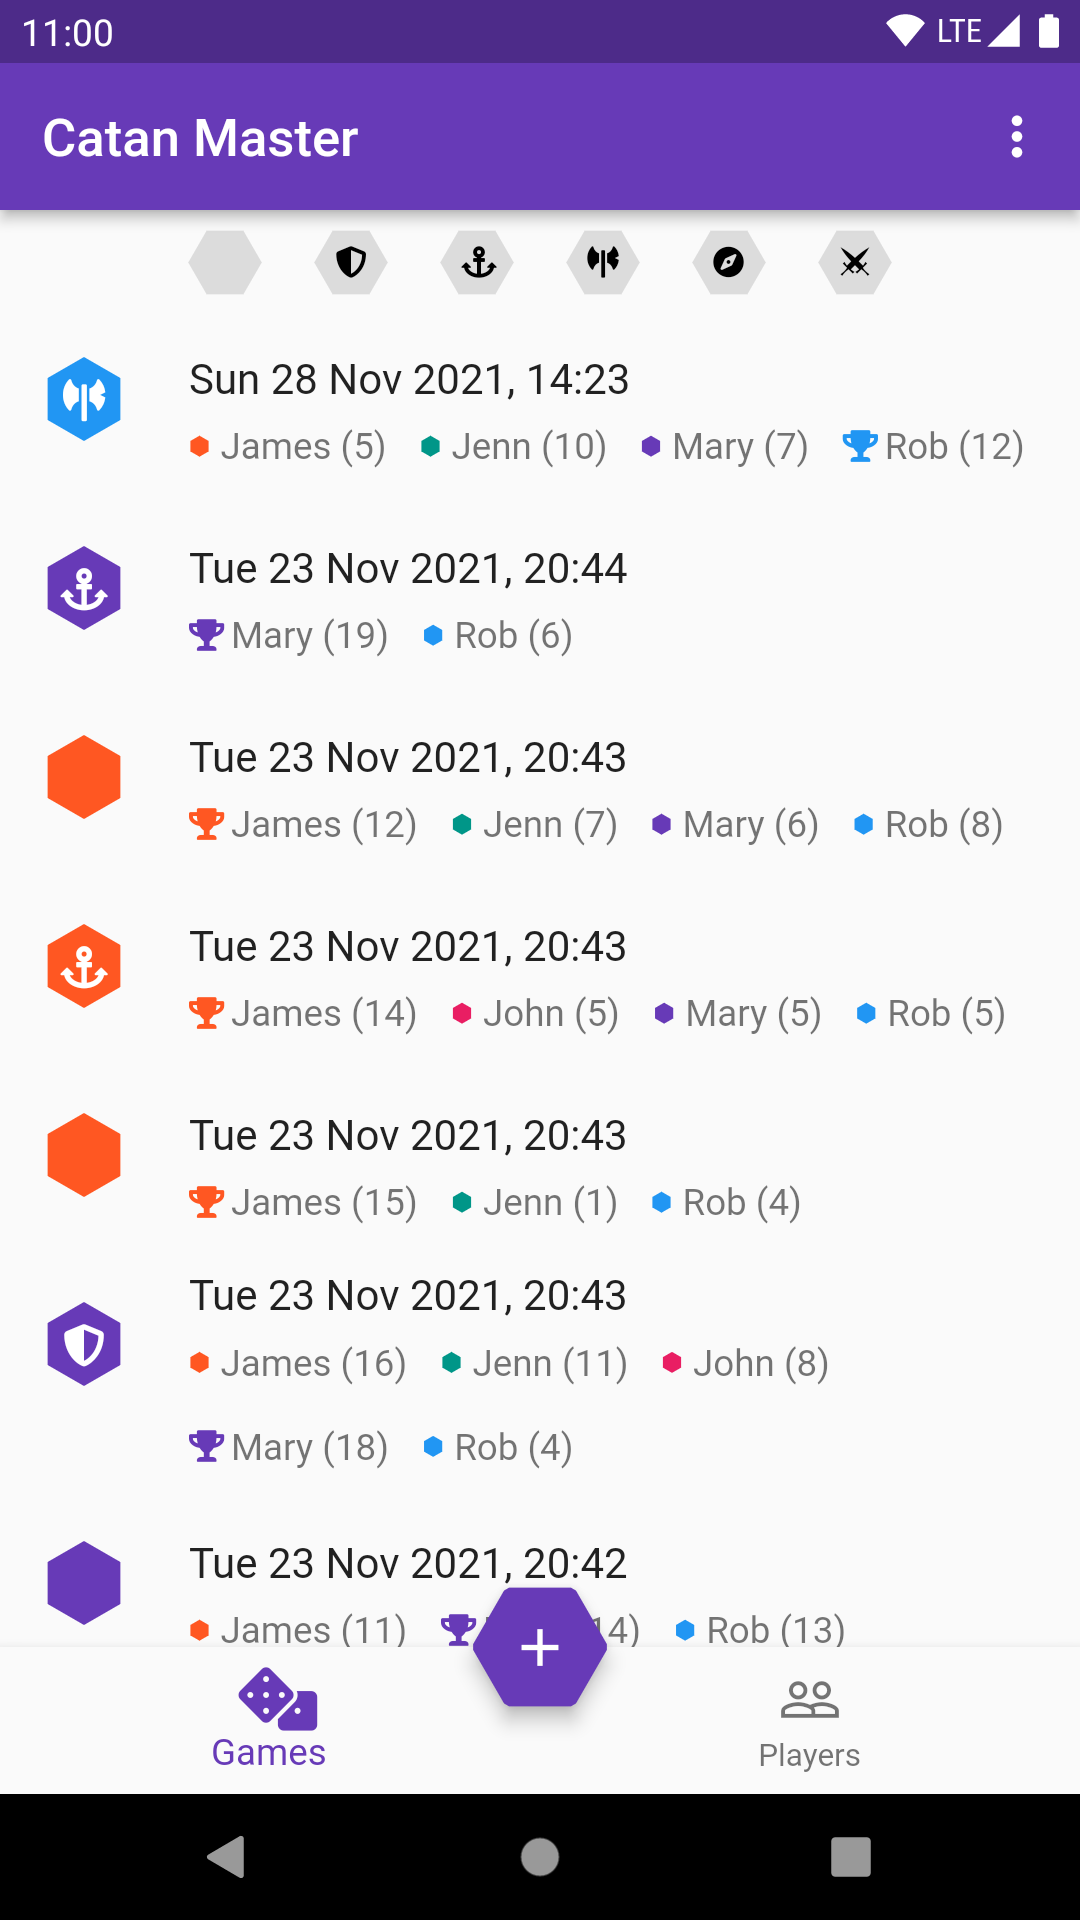 11:00 LTE
Catan Master
Sun 28 Nov 2021, 14:23
James (5) Jenn (10) Mary (7) Rob (12)
Tue 23 Nov 2021, 20:44
Mary (19) Rob (6)
Tue 23 Nov 2021, 20:43
James (12) Jenn (7) Mary (6) Rob (8)
Tue 23 Nov 2021, 20:43
James (14) John (5) Mary (5) Rob (5)
Tue 23 Nov 2021, 20:43
James (15) Jenn (1) Rob (4)
Tue 23 Nov 2021, 20:43
James (16) Jenn (11) John (8)
Mary (18) Rob (4)
Tue 23 Nov 2021, 20:42
James (11) 14) Rob (13)
Games Players